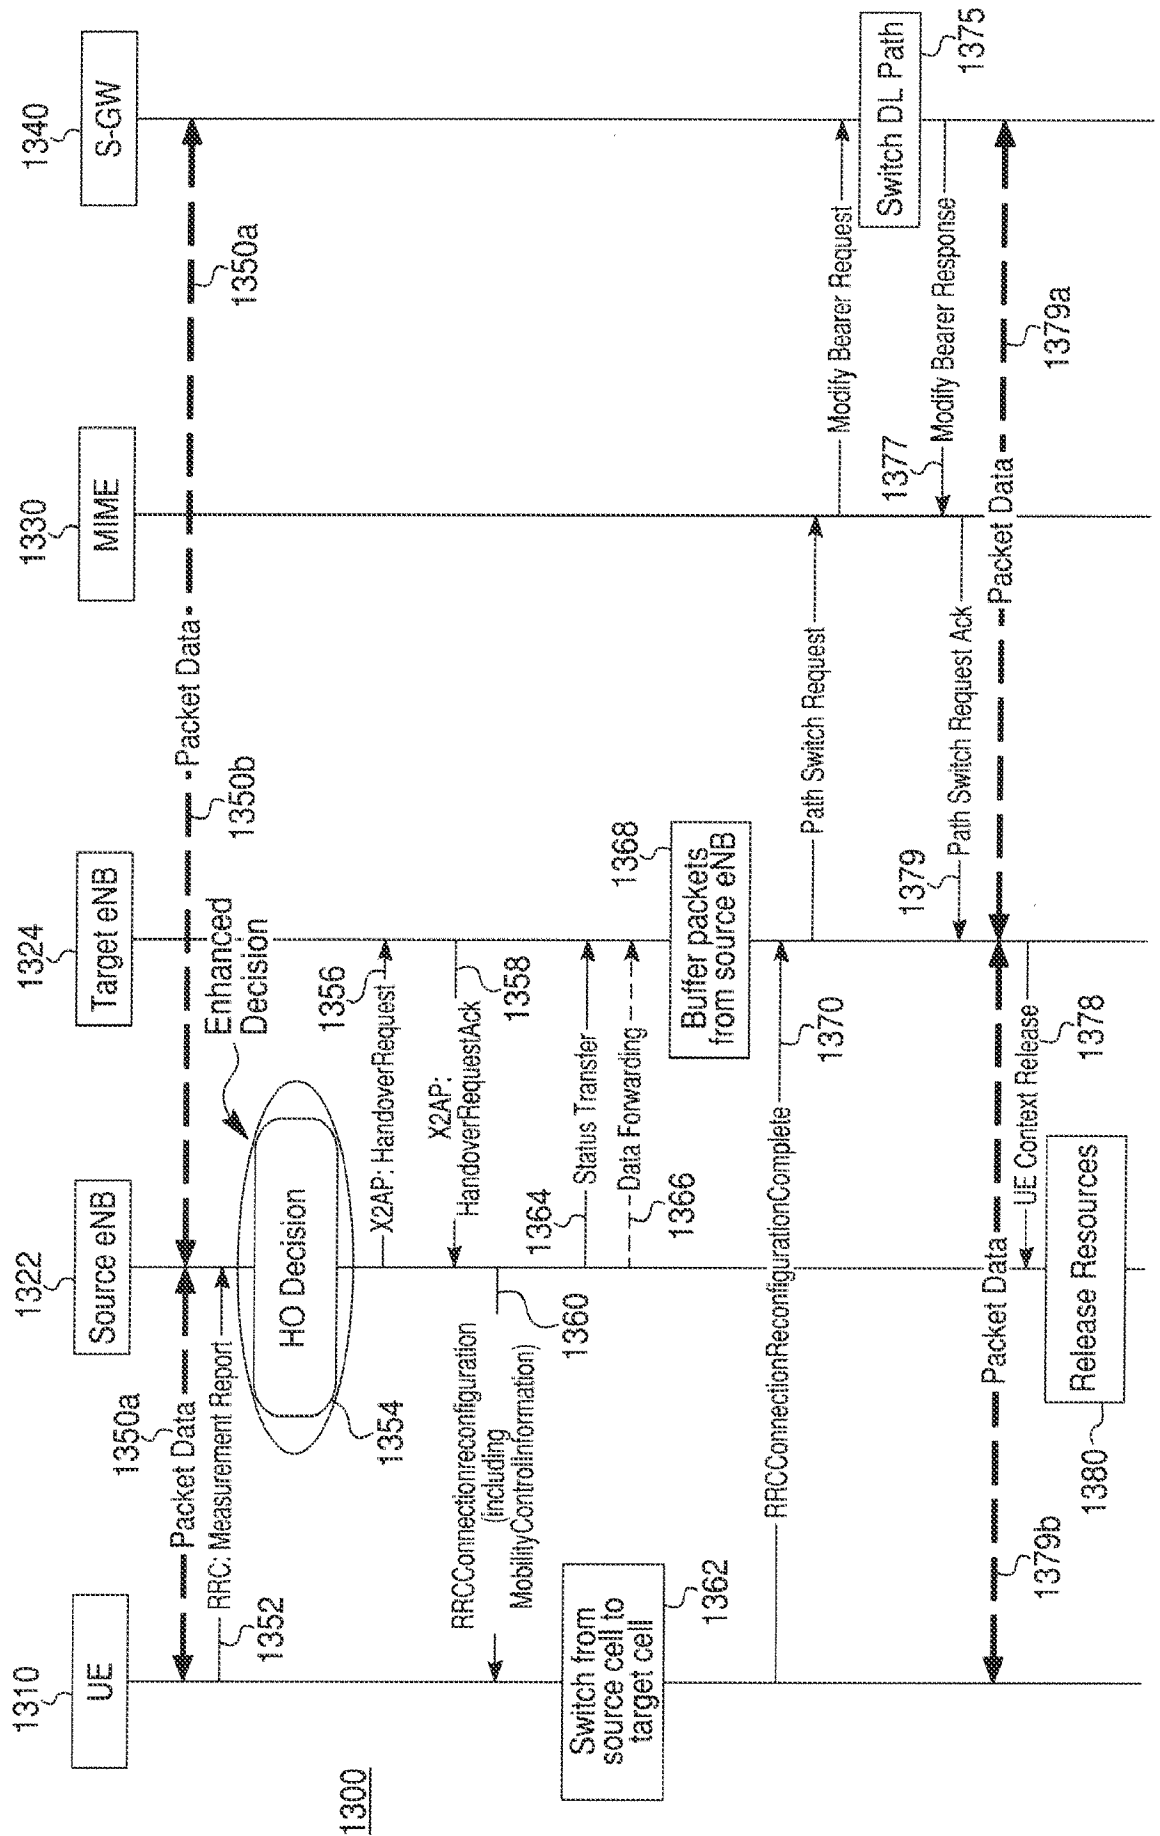 1300
1310
UE
1322
Source eNB
1324
Target eNB
1330
MIME
1340
S-GW
Packet Data
1350a
Packet Data
1350b
1350a
RRC: Measurement Report
1352
Enhanced
Decision
HO Decision
1354
X2AP: HandoverRequest
1356
X2AP:
HandoverRequestAck
1358
RRCConnectionreconfiguration
(including
MobilityControlInformation)
1360
Switch from
source cell to
target cell
1362
Status Transfer
1364
Data Forwarding
1366
Buffer packets
from source eNB
1368
RRCConnectionReconfigurationComplete
1370
Path Switch Request
Modify Bearer Request
Switch DL Path
1375
Modify Bearer Response
1377
Path Switch Request Ack
1379
Packet Data
1379a
Packet Data
1379b
UE Context Release
1378
Release Resources
1380